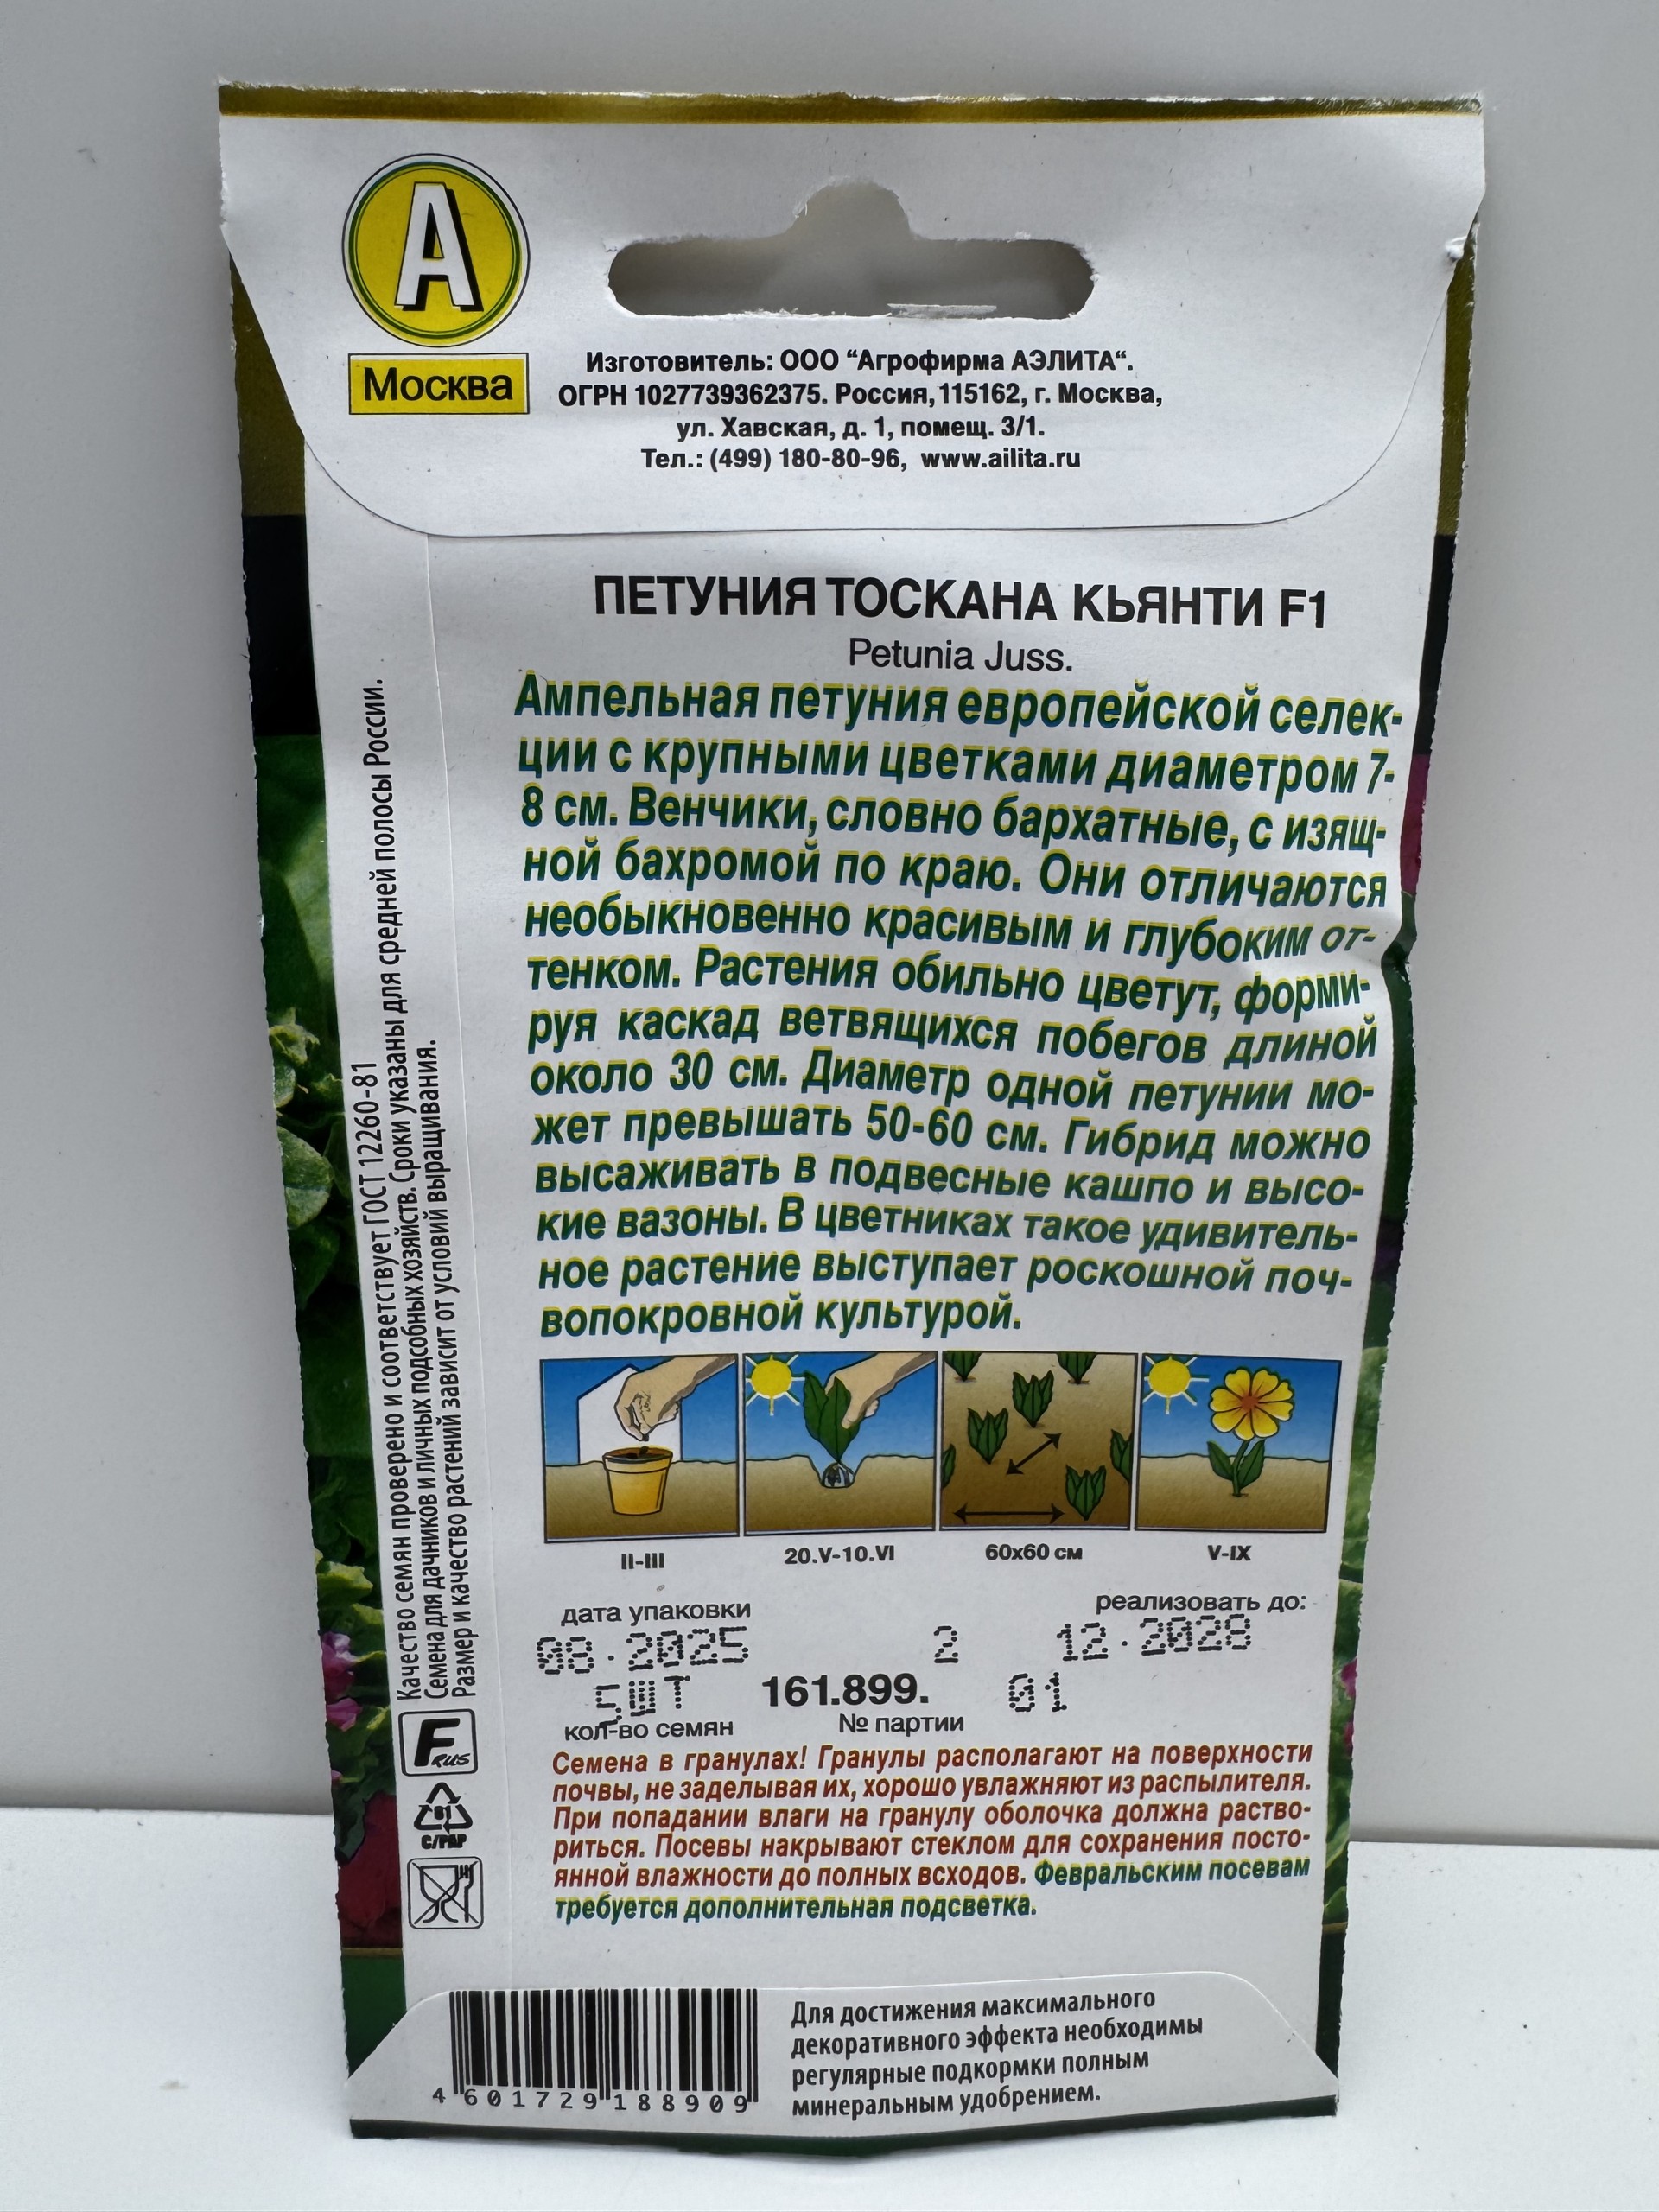 А
Москва
Изготовитель: ООО “Агрофирма АЭЛИТА“.
ОГРН 1027739362375. Россия, 115162, г. Москва,
ул. Хавская, д. 1, помещ. 3/1.
Тел.: (499) 180-80-96, www.ailita.ru
ПЕТУНИЯ ТОСКАНА КЬЯНТИ F1
Petunia Juss.
Ампельная петуния европейской селек-
ции с крупными цветками диаметром 7-
8 см. Венчики, словно бархатные, с изящ-
ной бахромой по краю. Они отличаются
необыкновенно красивым и глубоким от-
тенком. Растения обильно цветут, форми-
руя каскад ветвящихся побегов длиной
около 30 см. Диаметр одной петунии мо-
жет превышать 50-60 см. Гибрид можно
высаживать в подвесные кашпо и высо-
кие вазоны. В цветниках такое удивитель-
ное растение выступает роскошной поч-
вопокровной культурой.
II-III
20.V-10.VI
60х60 см
V-IX
дата упаковки
реализовать до:
08.2025
2
12.2028
5ШТ
161.899.
01
кол-во семян
№ партии
Семена в гранулах! Гранулы располагают на поверхности
почвы, не заделывая их, хорошо увлажняют из распылителя.
При попадании влаги на гранулу оболочка должна раство-
риться. Посевы накрывают стеклом для сохранения посто-
янной влажности до полных всходов. Февральским посевам
требуется дополнительная подсветка.
Качество семян проверено и соответствует ГОСТ 12260-81
Семена для дачников и личных подсобных хозяйств. Сроки указаны для средней полосы России.
Размер и качество растений зависит от условий выращивания.
F RUS
81
C/PAP
4 601729 188909
Для достижения максимального
декоративного эффекта необходимы
регулярные подкормки полным
минеральным удобрением.